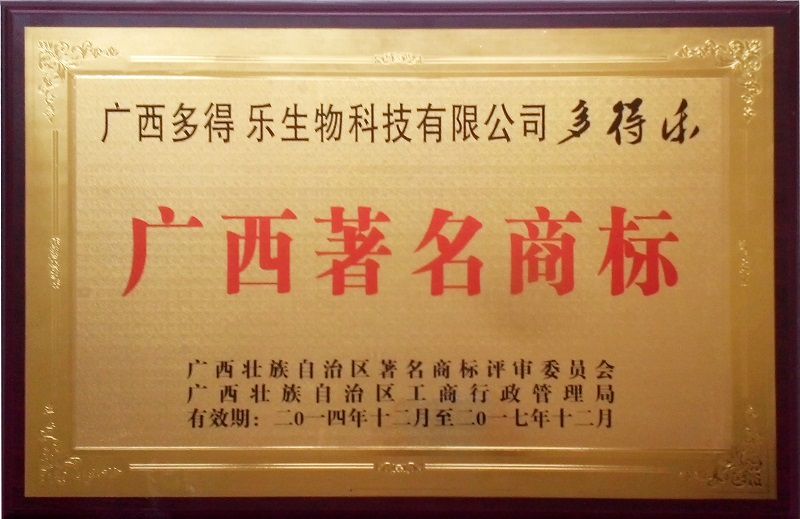 广西多得乐生物科技有限公司 多得乐
广西著名商标
广西壮族自治区著名商标评审委员会
广西壮族自治区工商行政管理局
有效期：二0一四年十二月至二0一七年十二月